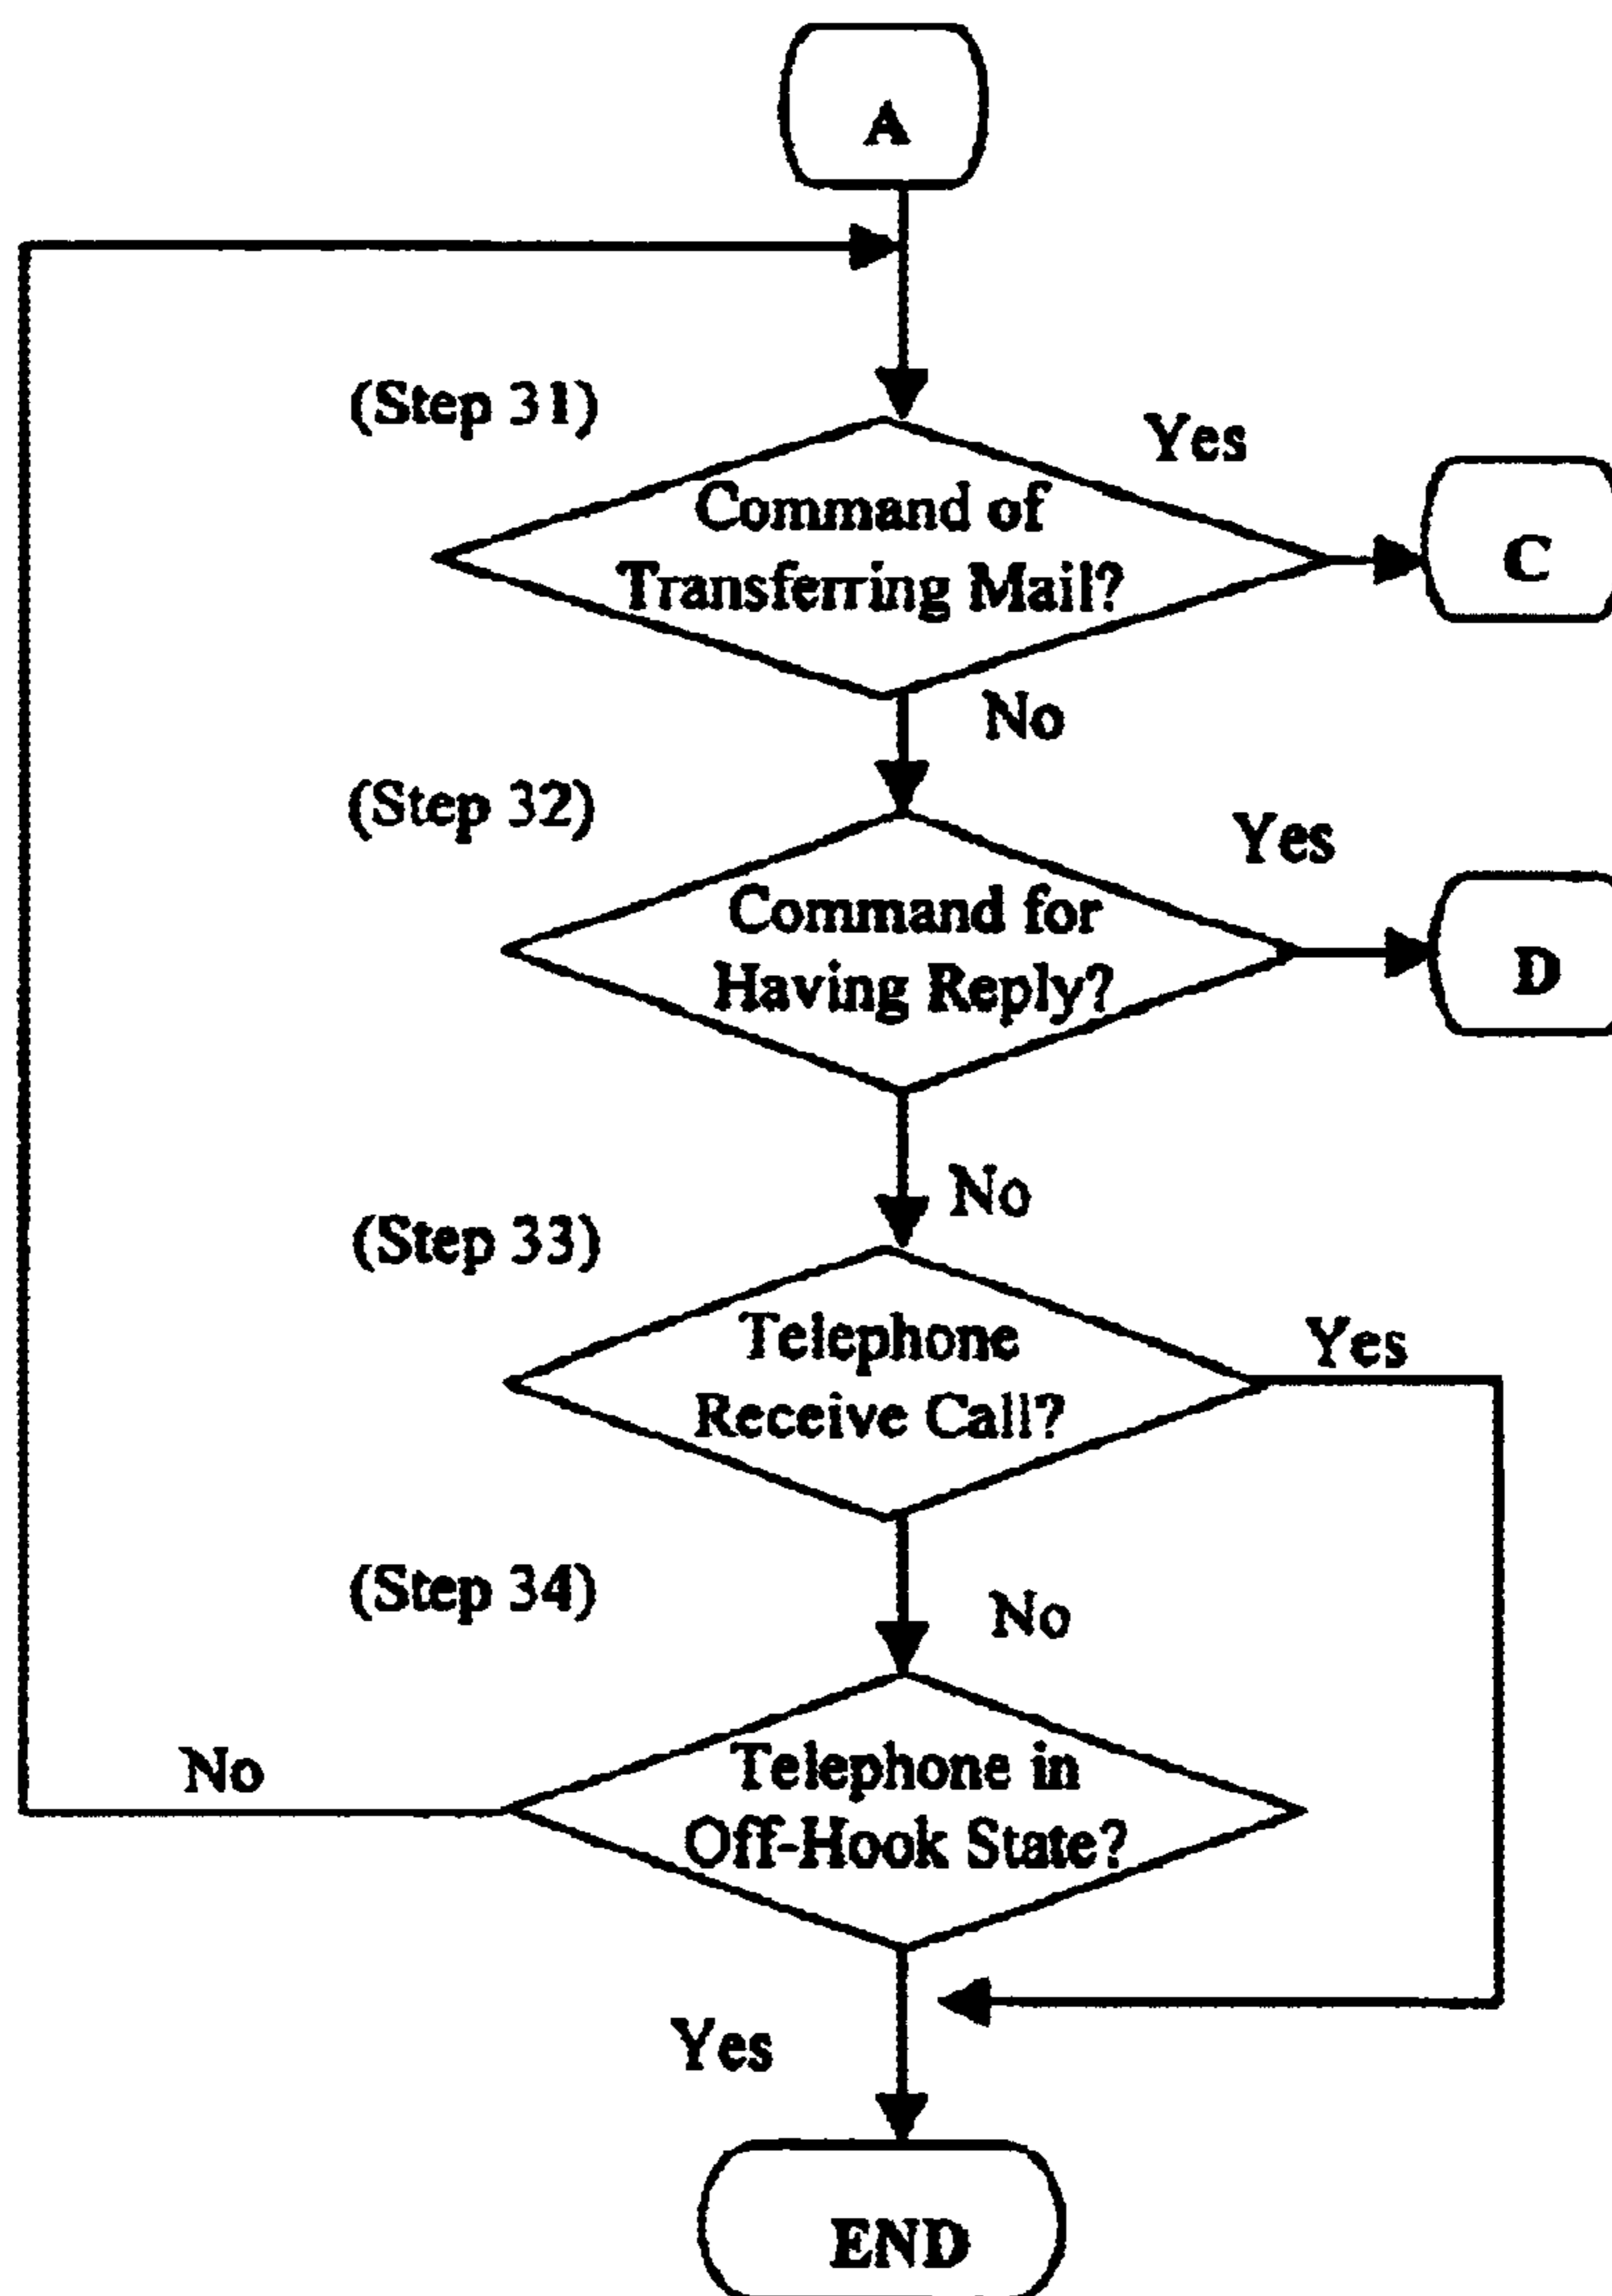 A
(Step 31)
Yes
Command of
Transferring Mail?
C
No
(Step 32)
Yes
Command for
Having Reply?
D
No
(Step 33)
Yes
Telephone
Receive Call?
(Step 34)
No
No
Telephone in
Off-Hook State?
Yes
END